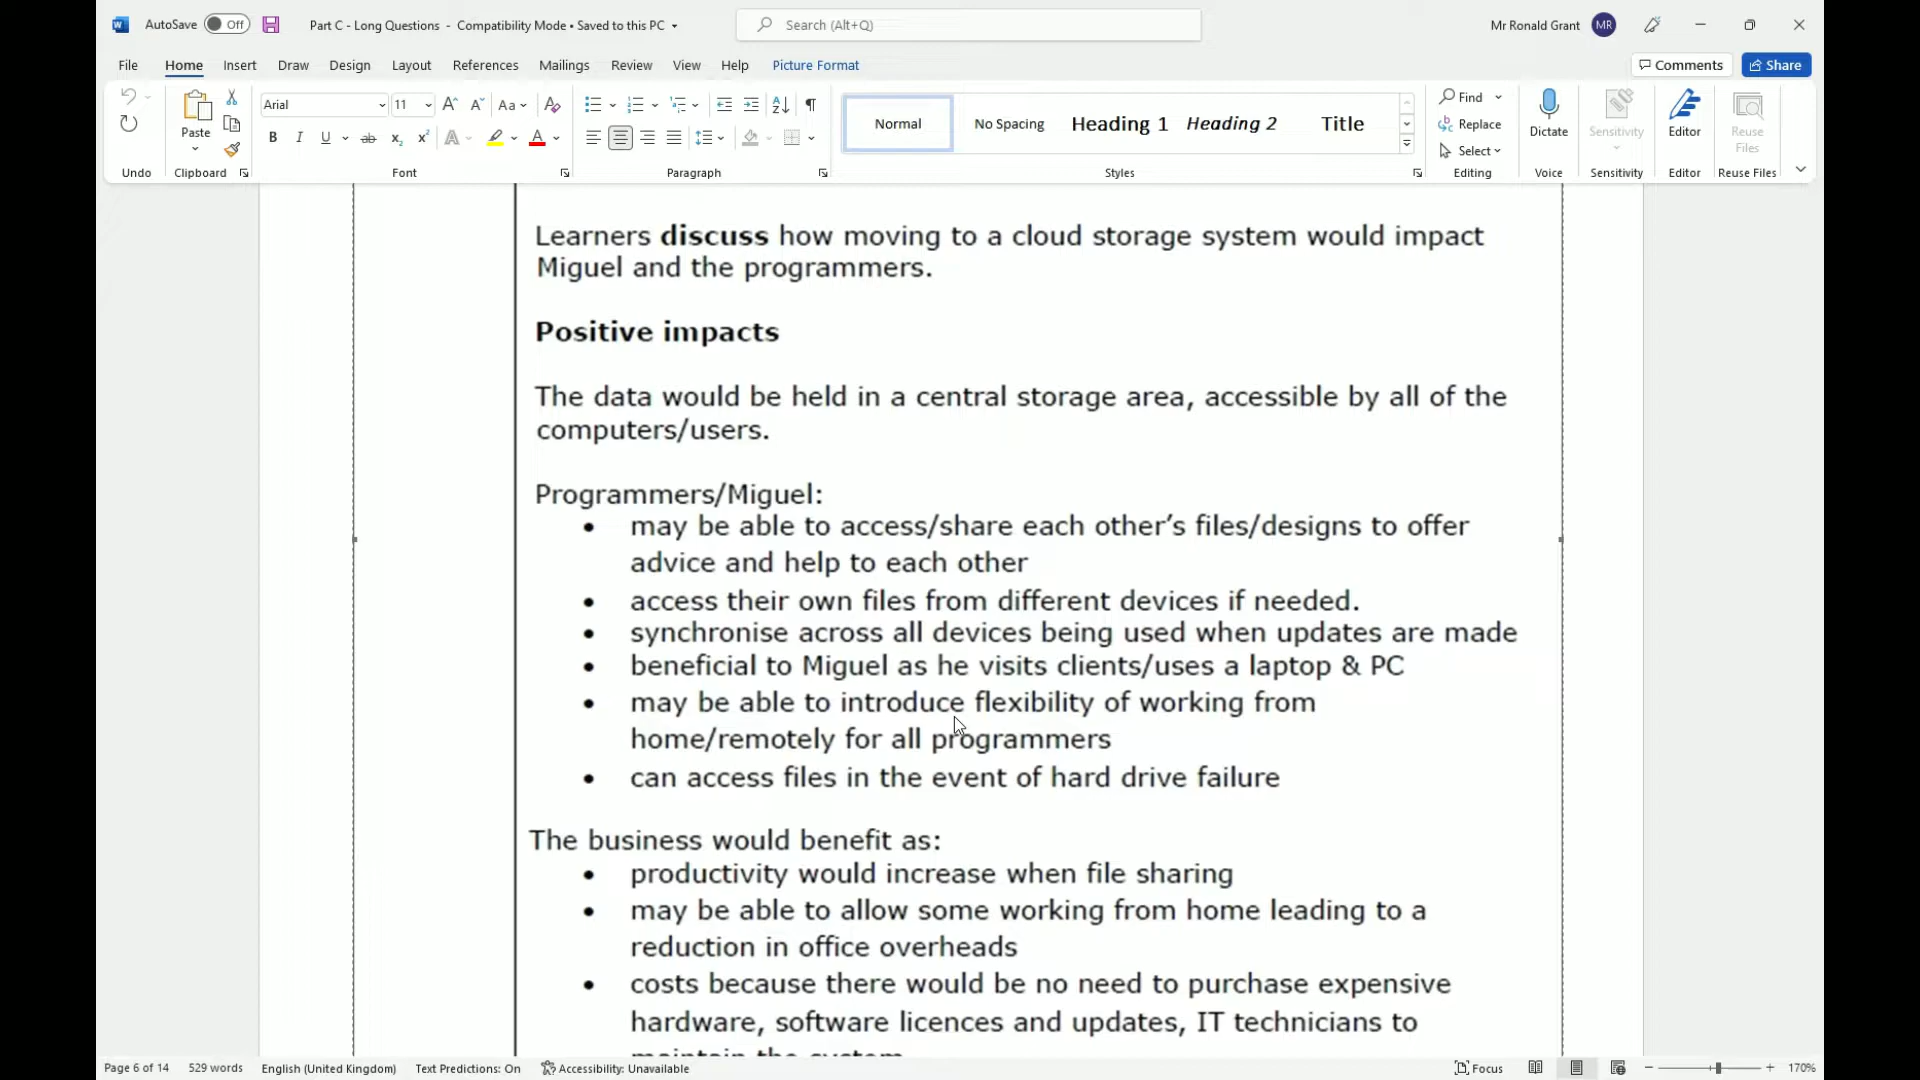 AutoSave Off Part C - Long Questions - Compatibility Mode • Saved to this PC Search (Alt+Q) Mr Ronald Grant MR
File Home Insert Draw Design Layout References Mailings Review View Help Picture Format Comments Share
Paste Arial 11 Normal No Spacing Heading 1 Heading 2 Title Find Replace Select Dictate Sensitivity Editor Reuse Files
Undo Clipboard Font Paragraph Styles Editing Voice Sensitivity Editor Reuse Files
Learners discuss how moving to a cloud storage system would impact
Miguel and the programmers.
Positive impacts
The data would be held in a central storage area, accessible by all of the
computers/users.
Programmers/Miguel:
• may be able to access/share each other's files/designs to offer
advice and help to each other
• access their own files from different devices if needed.
• synchronise across all devices being used when updates are made
• beneficial to Miguel as he visits clients/uses a laptop & PC
• may be able to introduce flexibility of working from
home/remotely for all programmers
• can access files in the event of hard drive failure
The business would benefit as:
• productivity would increase when file sharing
• may be able to allow some working from home leading to a
reduction in office overheads
• costs because there would be no need to purchase expensive
hardware, software licences and updates, IT technicians to
maintain the system
Page 6 of 14 529 words English (United Kingdom) Text Predictions: On Accessibility: Unavailable Focus 170%